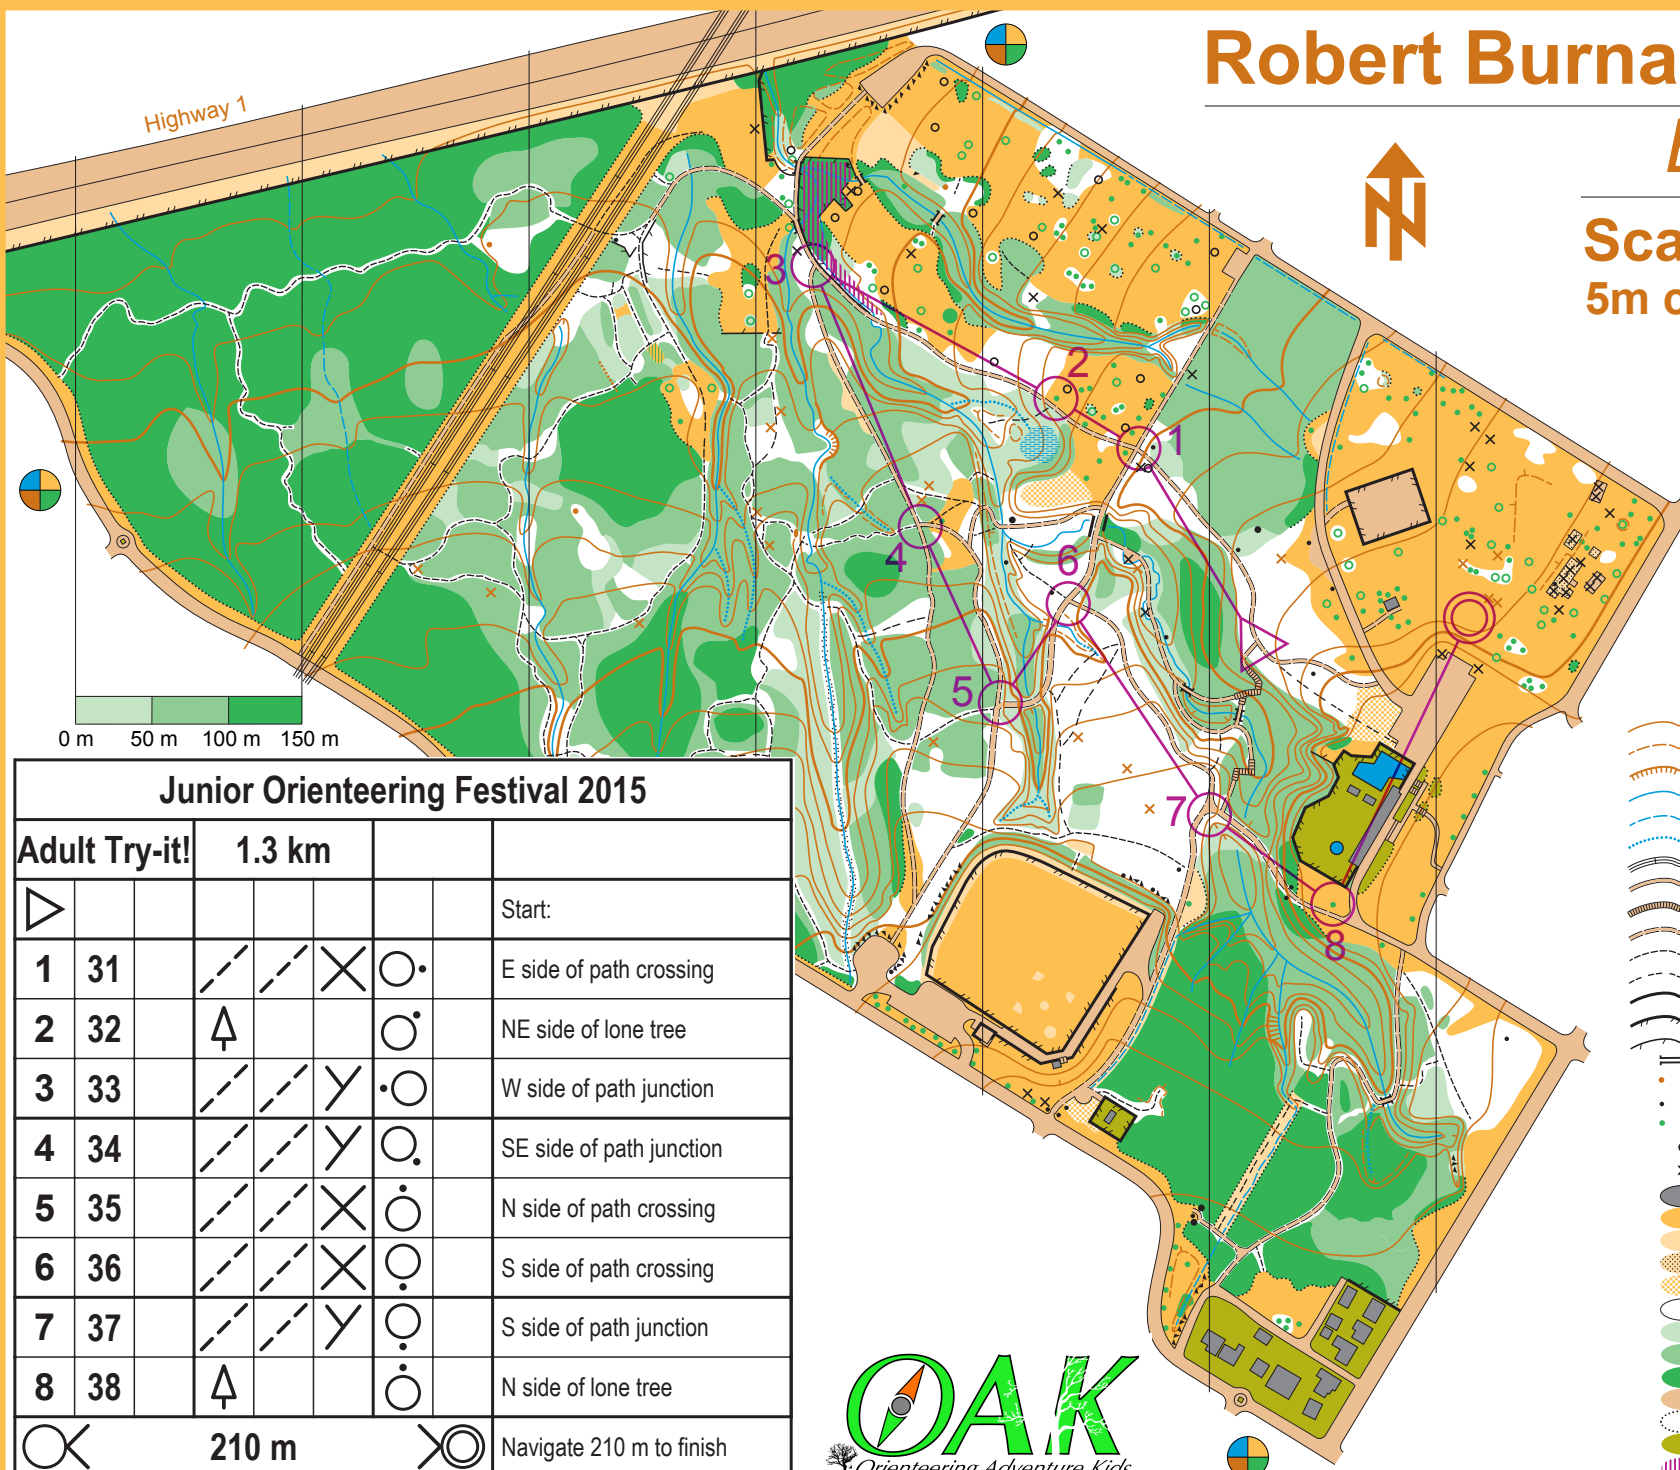 Robert Burna
Highway 1
Sca
5m c
3
2
1
4
6
5
7
8
0 m 50 m 100 m 150 m
Junior Orienteering Festival 2015
Adult Try-it! 1.3 km
Start:
1 31 E side of path crossing
2 32 NE side of lone tree
3 33 W side of path junction
4 34 SE side of path junction
5 35 N side of path crossing
6 36 S side of path crossing
7 37 S side of path junction
8 38 N side of lone tree
210 m Navigate 210 m to finish
OAK
Orienteering Adventure Kids